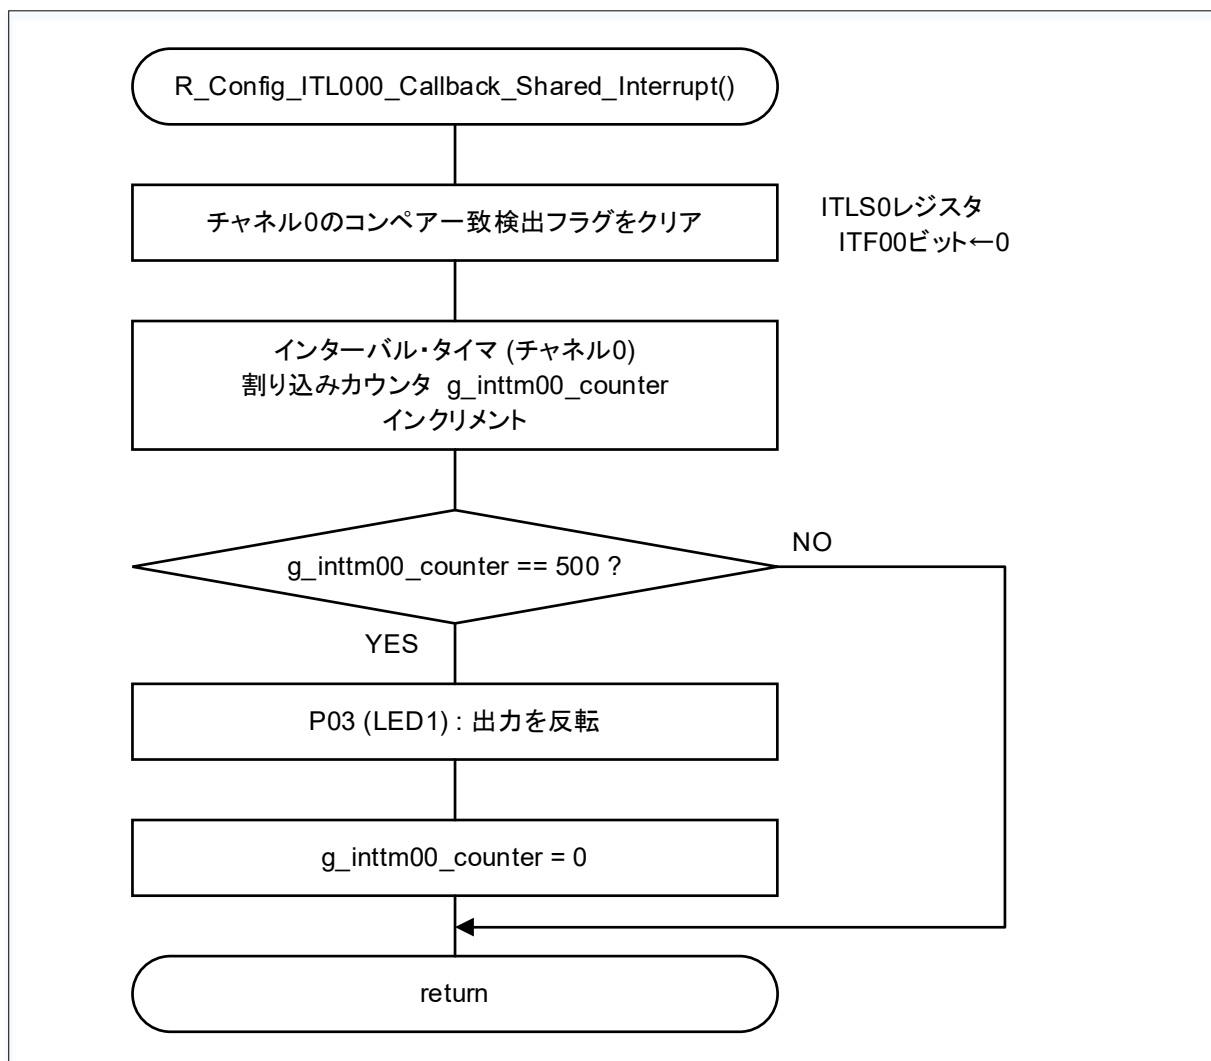 R_Config_ITL000_Callback_Shared_Interrupt()
チャネル0のコンペアー致検出フラグをクリア
ITLS0レジスタ
ITF00ビット←0
インターバル・タイマ (チャネル0)
割り込みカウンタ g_inttm00_counter
インクリメント
g_inttm00_counter == 500 ?
NO
YES
P03 (LED1) : 出力を反転
g_inttm00_counter = 0
return